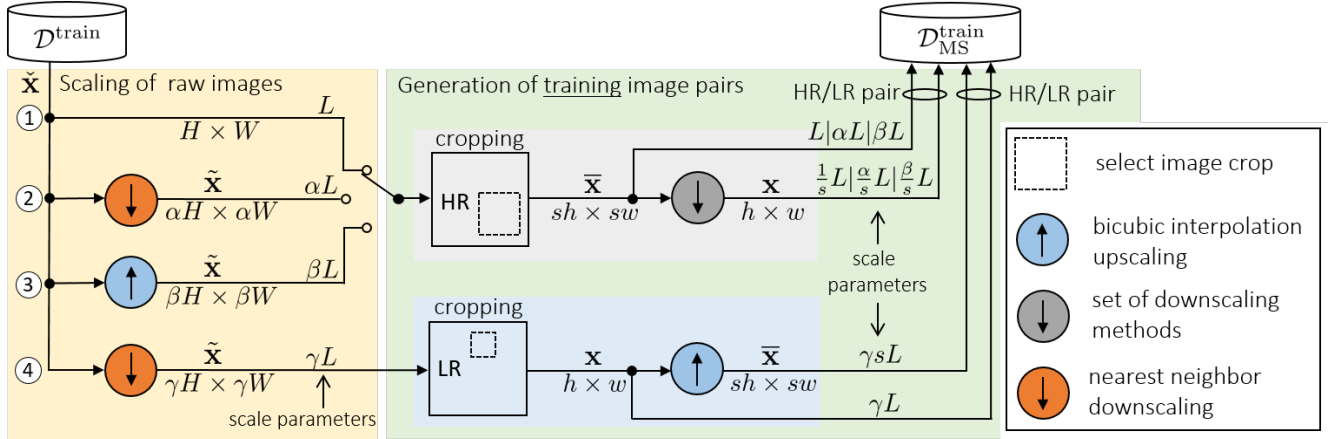 𝒟^train
𝒟_MS^train
x̌
Scaling of raw images
Generation of training image pairs
HR/LR pair
HR/LR pair
1
L
H × W
L|αL|βL
cropping
select image crop
2
x̃
αL
αH × αW
HR
x̄
sh × sw
x
h × w
1/s L|α/s L|β/s L
bicubic interpolation
upscaling
3
x̃
βL
βH × βW
scale
parameters
set of downscaling
methods
cropping
4
x̃
γL
γH × γW
LR
x
h × w
x̄
sh × sw
γsL
γL
scale parameters
nearest neighbor
downscaling